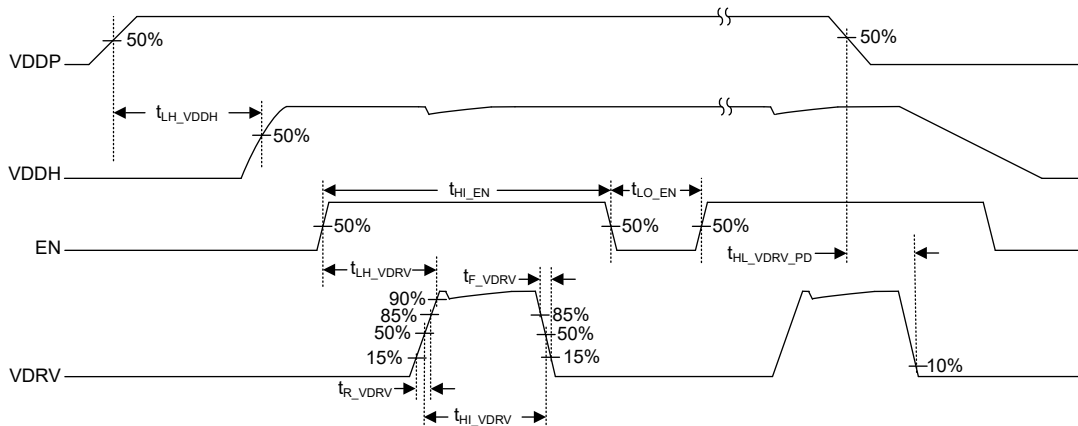 VDDP
50%
50%
tLH_VDDH
50%
VDDH
tHI_EN
tLO_EN
EN
50%
50%
50%
tHL_VDRV_PD
tLH_VDRV
tF_VDRV
90%
85%
85%
50%
50%
15%
15%
VDRV
10%
tR_VDRV
tHI_VDRV